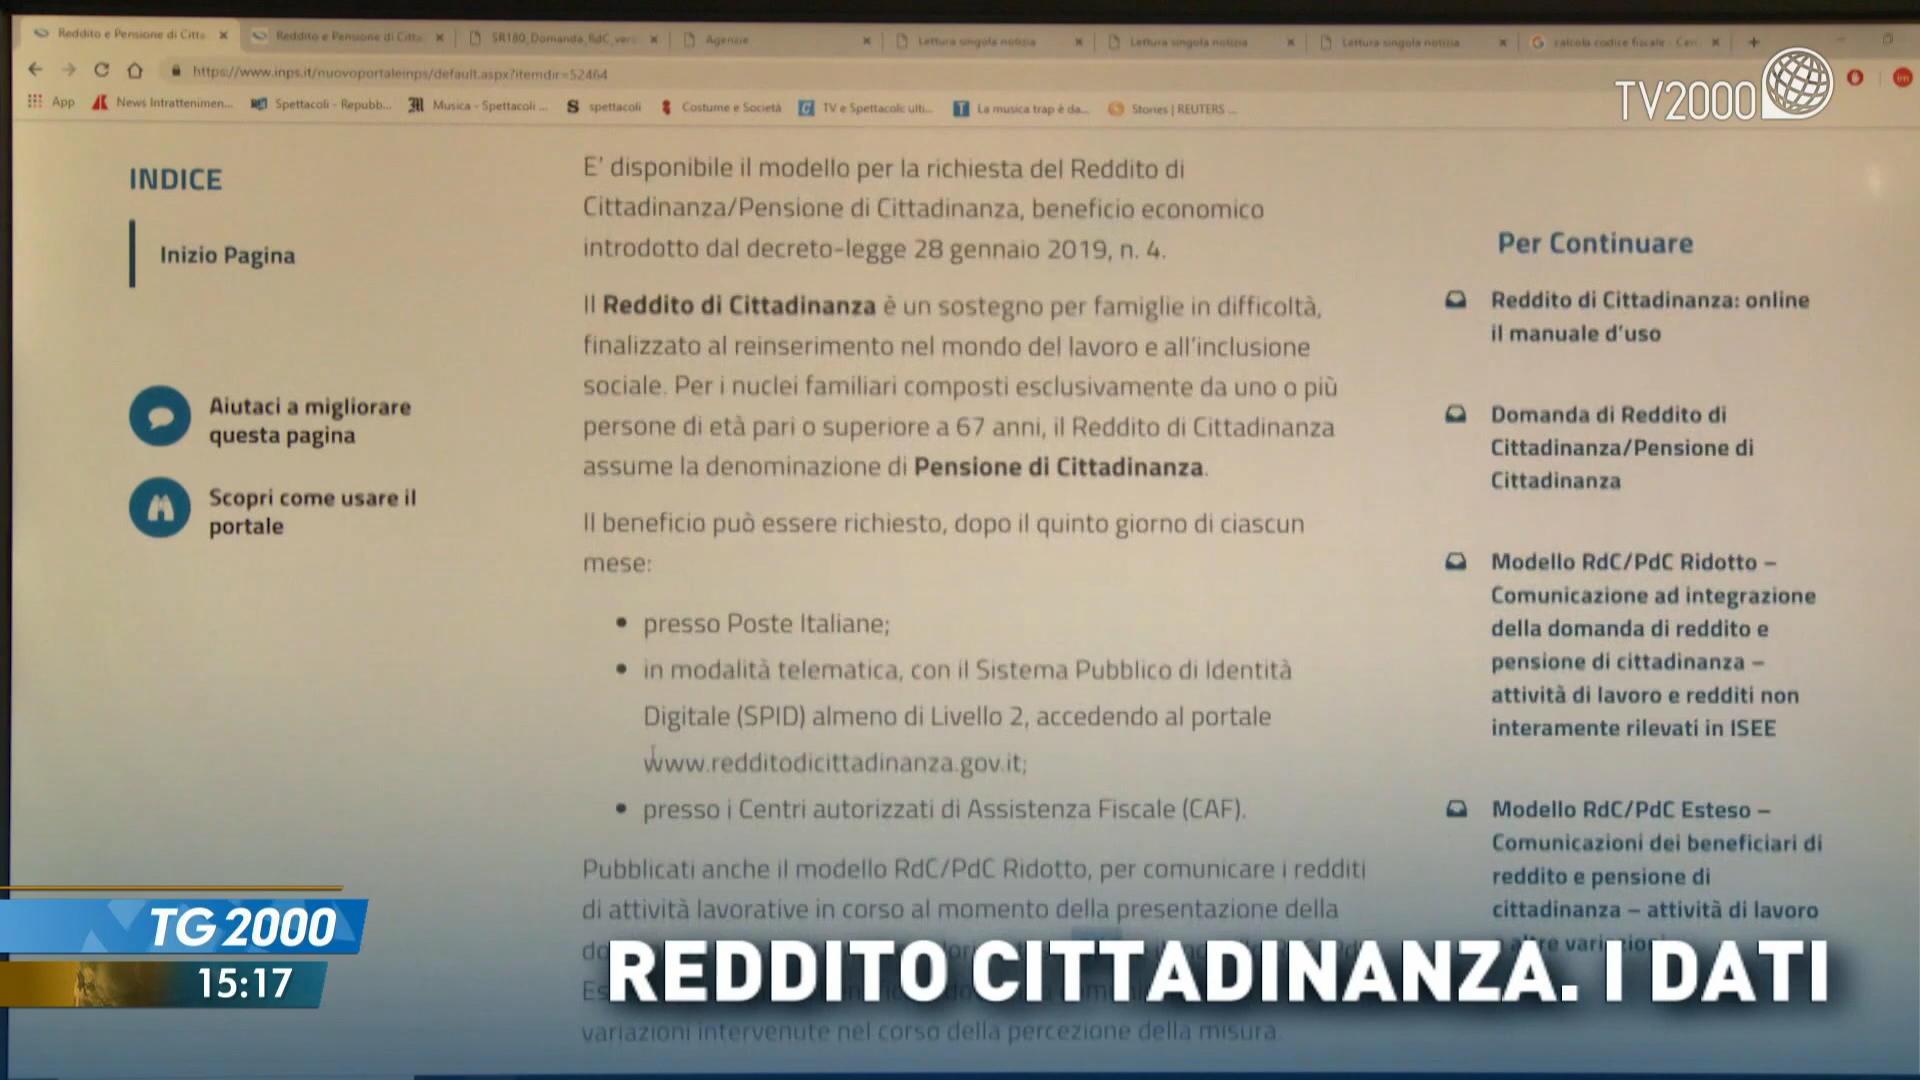 Reddito e Pensione di Citta
Reddito e Pensione di Citta
SR180_Domanda_RdC_vers
Agenzie
Lettura singola notizia
Lettura singola notizia
Lettura singola notizia
calcola codice fiscale - Cer
https://www.inps.it/nuovoportaleinps/default.aspx?itemdir=52464
App
News Intrattenimen...
Spettacoli - Repubb...
Musica - Spettacoli ...
spettacoli
Costume e Società
TV e Spettacolc ulti...
La musica trap è da...
Stories | REUTERS ...
TV2000
INDICE
Inizio Pagina
Aiutaci a migliorare
questa pagina
Scopri come usare il
portale
E' disponibile il modello per la richiesta del Reddito di
Cittadinanza/Pensione di Cittadinanza, beneficio economico
introdotto dal decreto-legge 28 gennaio 2019, n. 4.
Il Reddito di Cittadinanza è un sostegno per famiglie in difficoltà,
finalizzato al reinserimento nel mondo del lavoro e all'inclusione
sociale. Per i nuclei familiari composti esclusivamente da uno o più
persone di età pari o superiore a 67 anni, il Reddito di Cittadinanza
assume la denominazione di Pensione di Cittadinanza.
Il beneficio può essere richiesto, dopo il quinto giorno di ciascun
mese:
• presso Poste Italiane;
• in modalità telematica, con il Sistema Pubblico di Identità
Digitale (SPID) almeno di Livello 2, accedendo al portale
www.redditodicittadinanza.gov.it;
• presso i Centri autorizzati di Assistenza Fiscale (CAF).
Pubblicati anche il modello RdC/PdC Ridotto, per comunicare i redditi
di attività lavorative in corso al momento della presentazione della
variazioni intervenute nel corso della percezione della misura.
Per Continuare
Reddito di Cittadinanza: online
il manuale d'uso
Domanda di Reddito di
Cittadinanza/Pensione di
Cittadinanza
Modello RdC/PdC Ridotto –
Comunicazione ad integrazione
della domanda di reddito e
pensione di cittadinanza –
attività di lavoro e redditi non
interamente rilevati in ISEE
Modello RdC/PdC Esteso –
Comunicazioni dei beneficiari di
reddito e pensione di
cittadinanza – attività di lavoro
TG 2000
15:17
REDDITO CITTADINANZA. I DATI